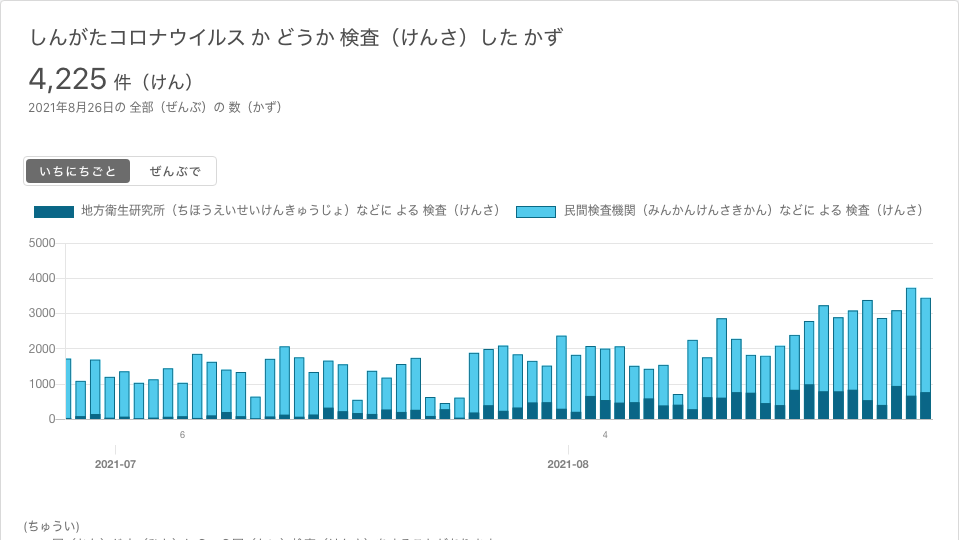 しんがたコロナウイルス か どうか 検査（けんさ）した かず
4,225 件（けん）
2021年8月26日の 全部（ぜんぶ）の 数（かず）
いちにちごと ぜんぶで
地方衛生研究所（ちほうえいせいけんきゅうじょ）などに よる 検査（けんさ） 民間検査機関（みんかんけんさきかん）などに よる 検査（けんさ）
5000
4000
3000
2000
1000
0
6 4
2021-07 2021-08
(ちゅうい)